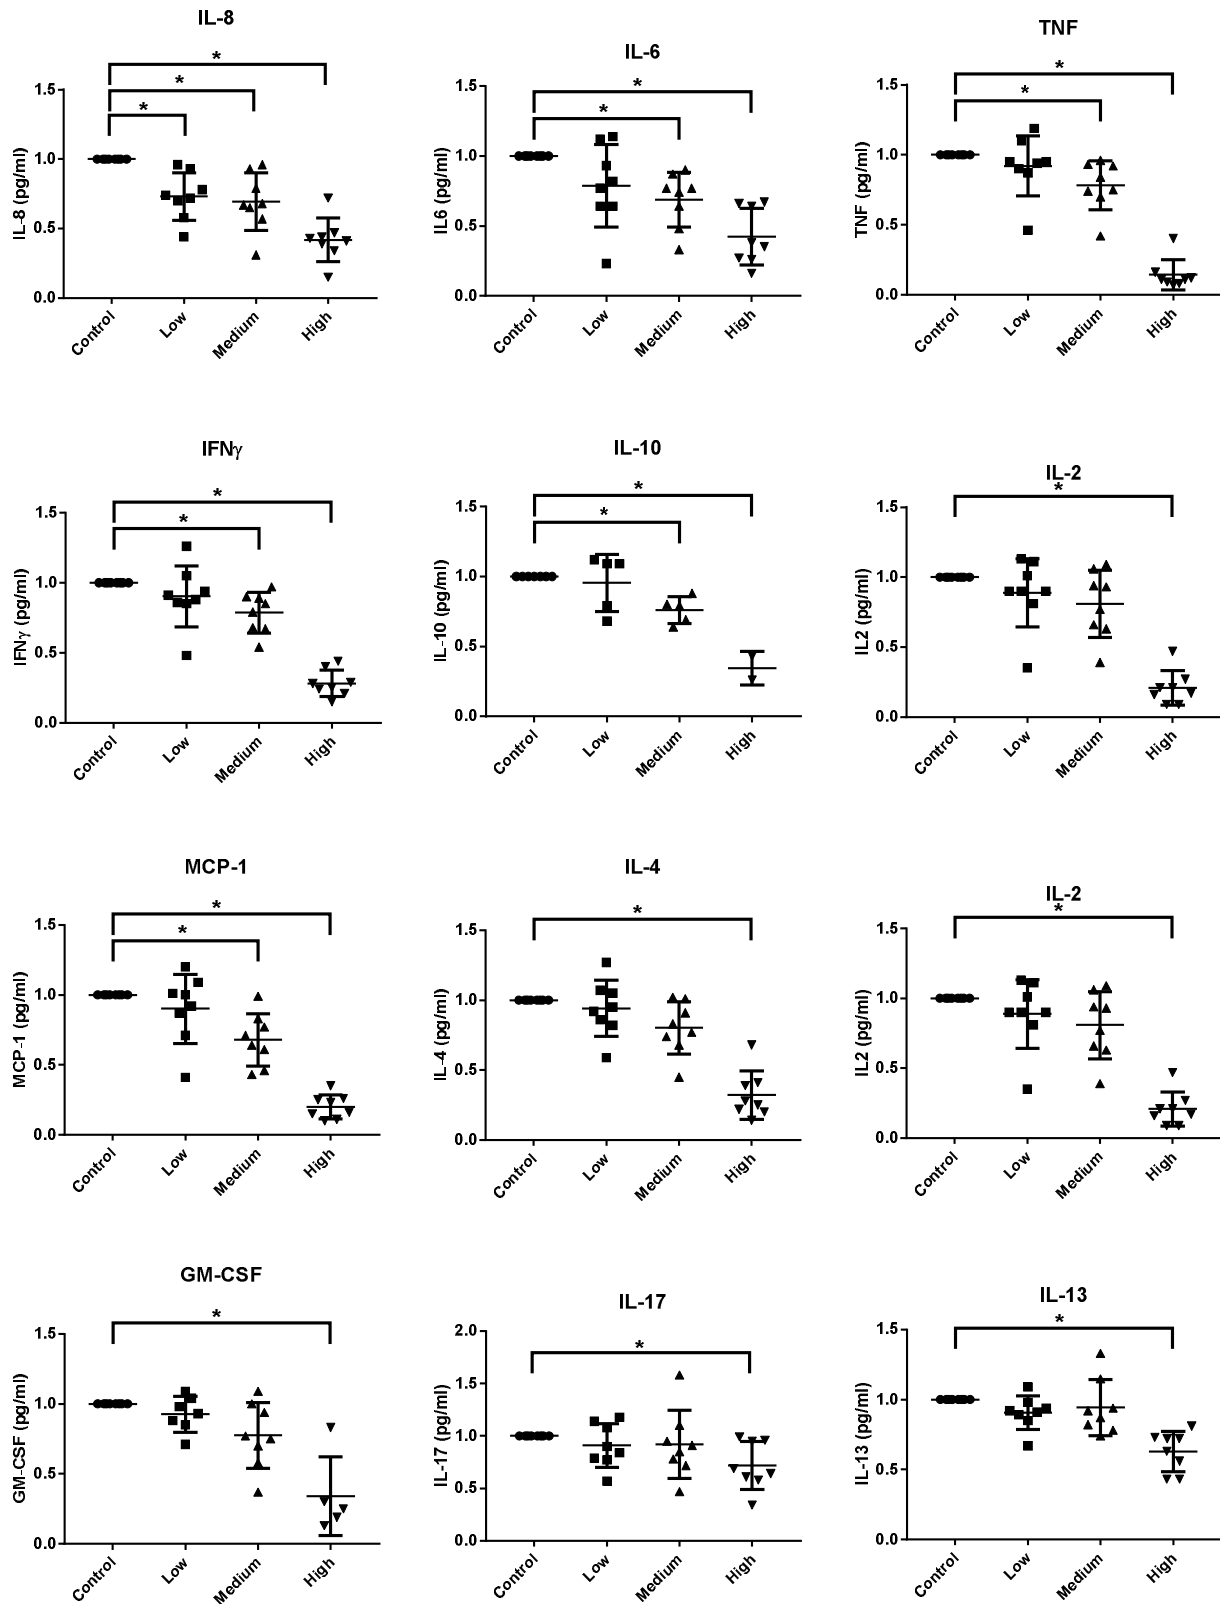 IL-8
*
*
*
IL-8 (pg/ml)
1.5
1.0
0.5
0.0
Control
Low
Medium
High
IL-6
*
*
IL6 (pg/ml)
1.5
1.0
0.5
0.0
Control
Low
Medium
High
TNF
*
*
TNF (pg/ml)
1.5
1.0
0.5
0.0
Control
Low
Medium
High
IFNγ
*
*
IFNγ (pg/ml)
1.5
1.0
0.5
0.0
Control
Low
Medium
High
IL-10
*
*
IL-10 (pg/ml)
1.5
1.0
0.5
0.0
Control
Low
Medium
High
IL-2
*
IL2 (pg/ml)
1.5
1.0
0.5
0.0
Control
Low
Medium
High
MCP-1
*
*
MCP-1 (pg/ml)
1.5
1.0
0.5
0.0
Control
Low
Medium
High
IL-4
*
IL-4 (pg/ml)
1.5
1.0
0.5
0.0
Control
Low
Medium
High
IL-2
*
IL2 (pg/ml)
1.5
1.0
0.5
0.0
Control
Low
Medium
High
GM-CSF
*
GM-CSF (pg/ml)
1.5
1.0
0.5
0.0
Control
Low
Medium
High
IL-17
*
IL-17 (pg/ml)
2.0
1.5
1.0
0.5
0.0
Control
Low
Medium
High
IL-13
*
IL-13 (pg/ml)
1.5
1.0
0.5
0.0
Control
Low
Medium
High